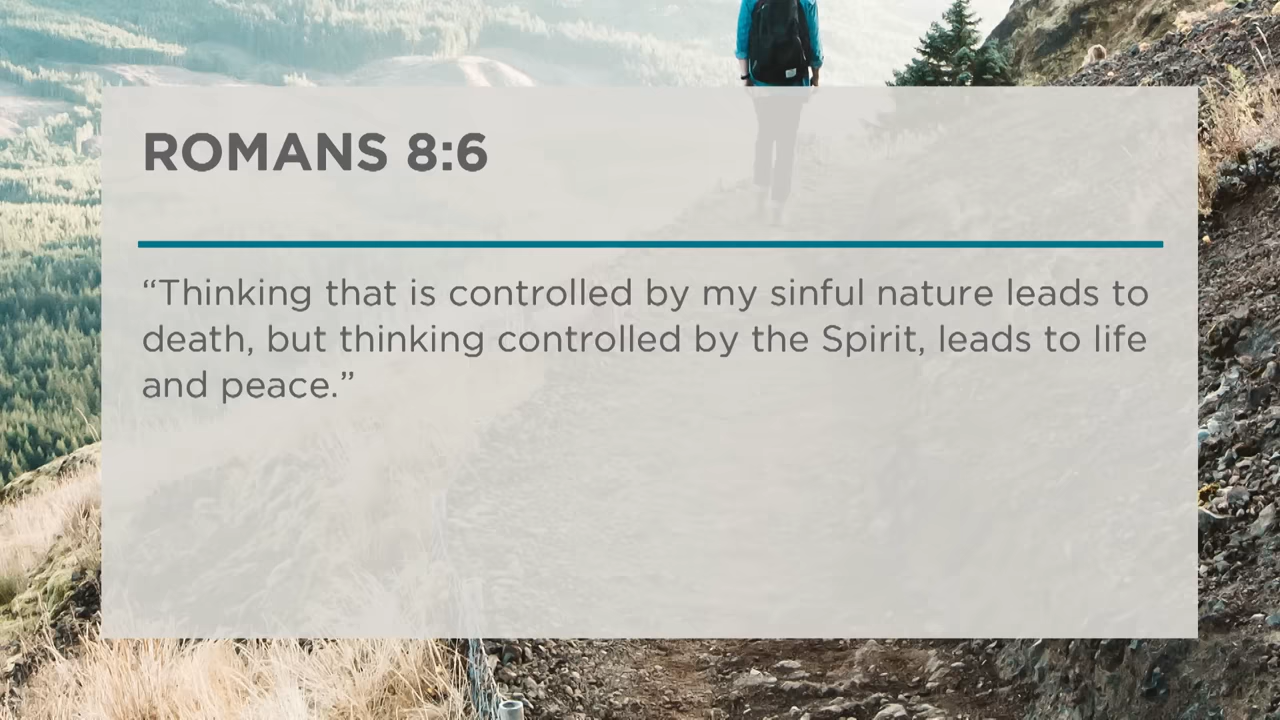 ROMANS 8:6
“Thinking that is controlled by my sinful nature leads to
death, but thinking controlled by the Spirit, leads to life
and peace.”